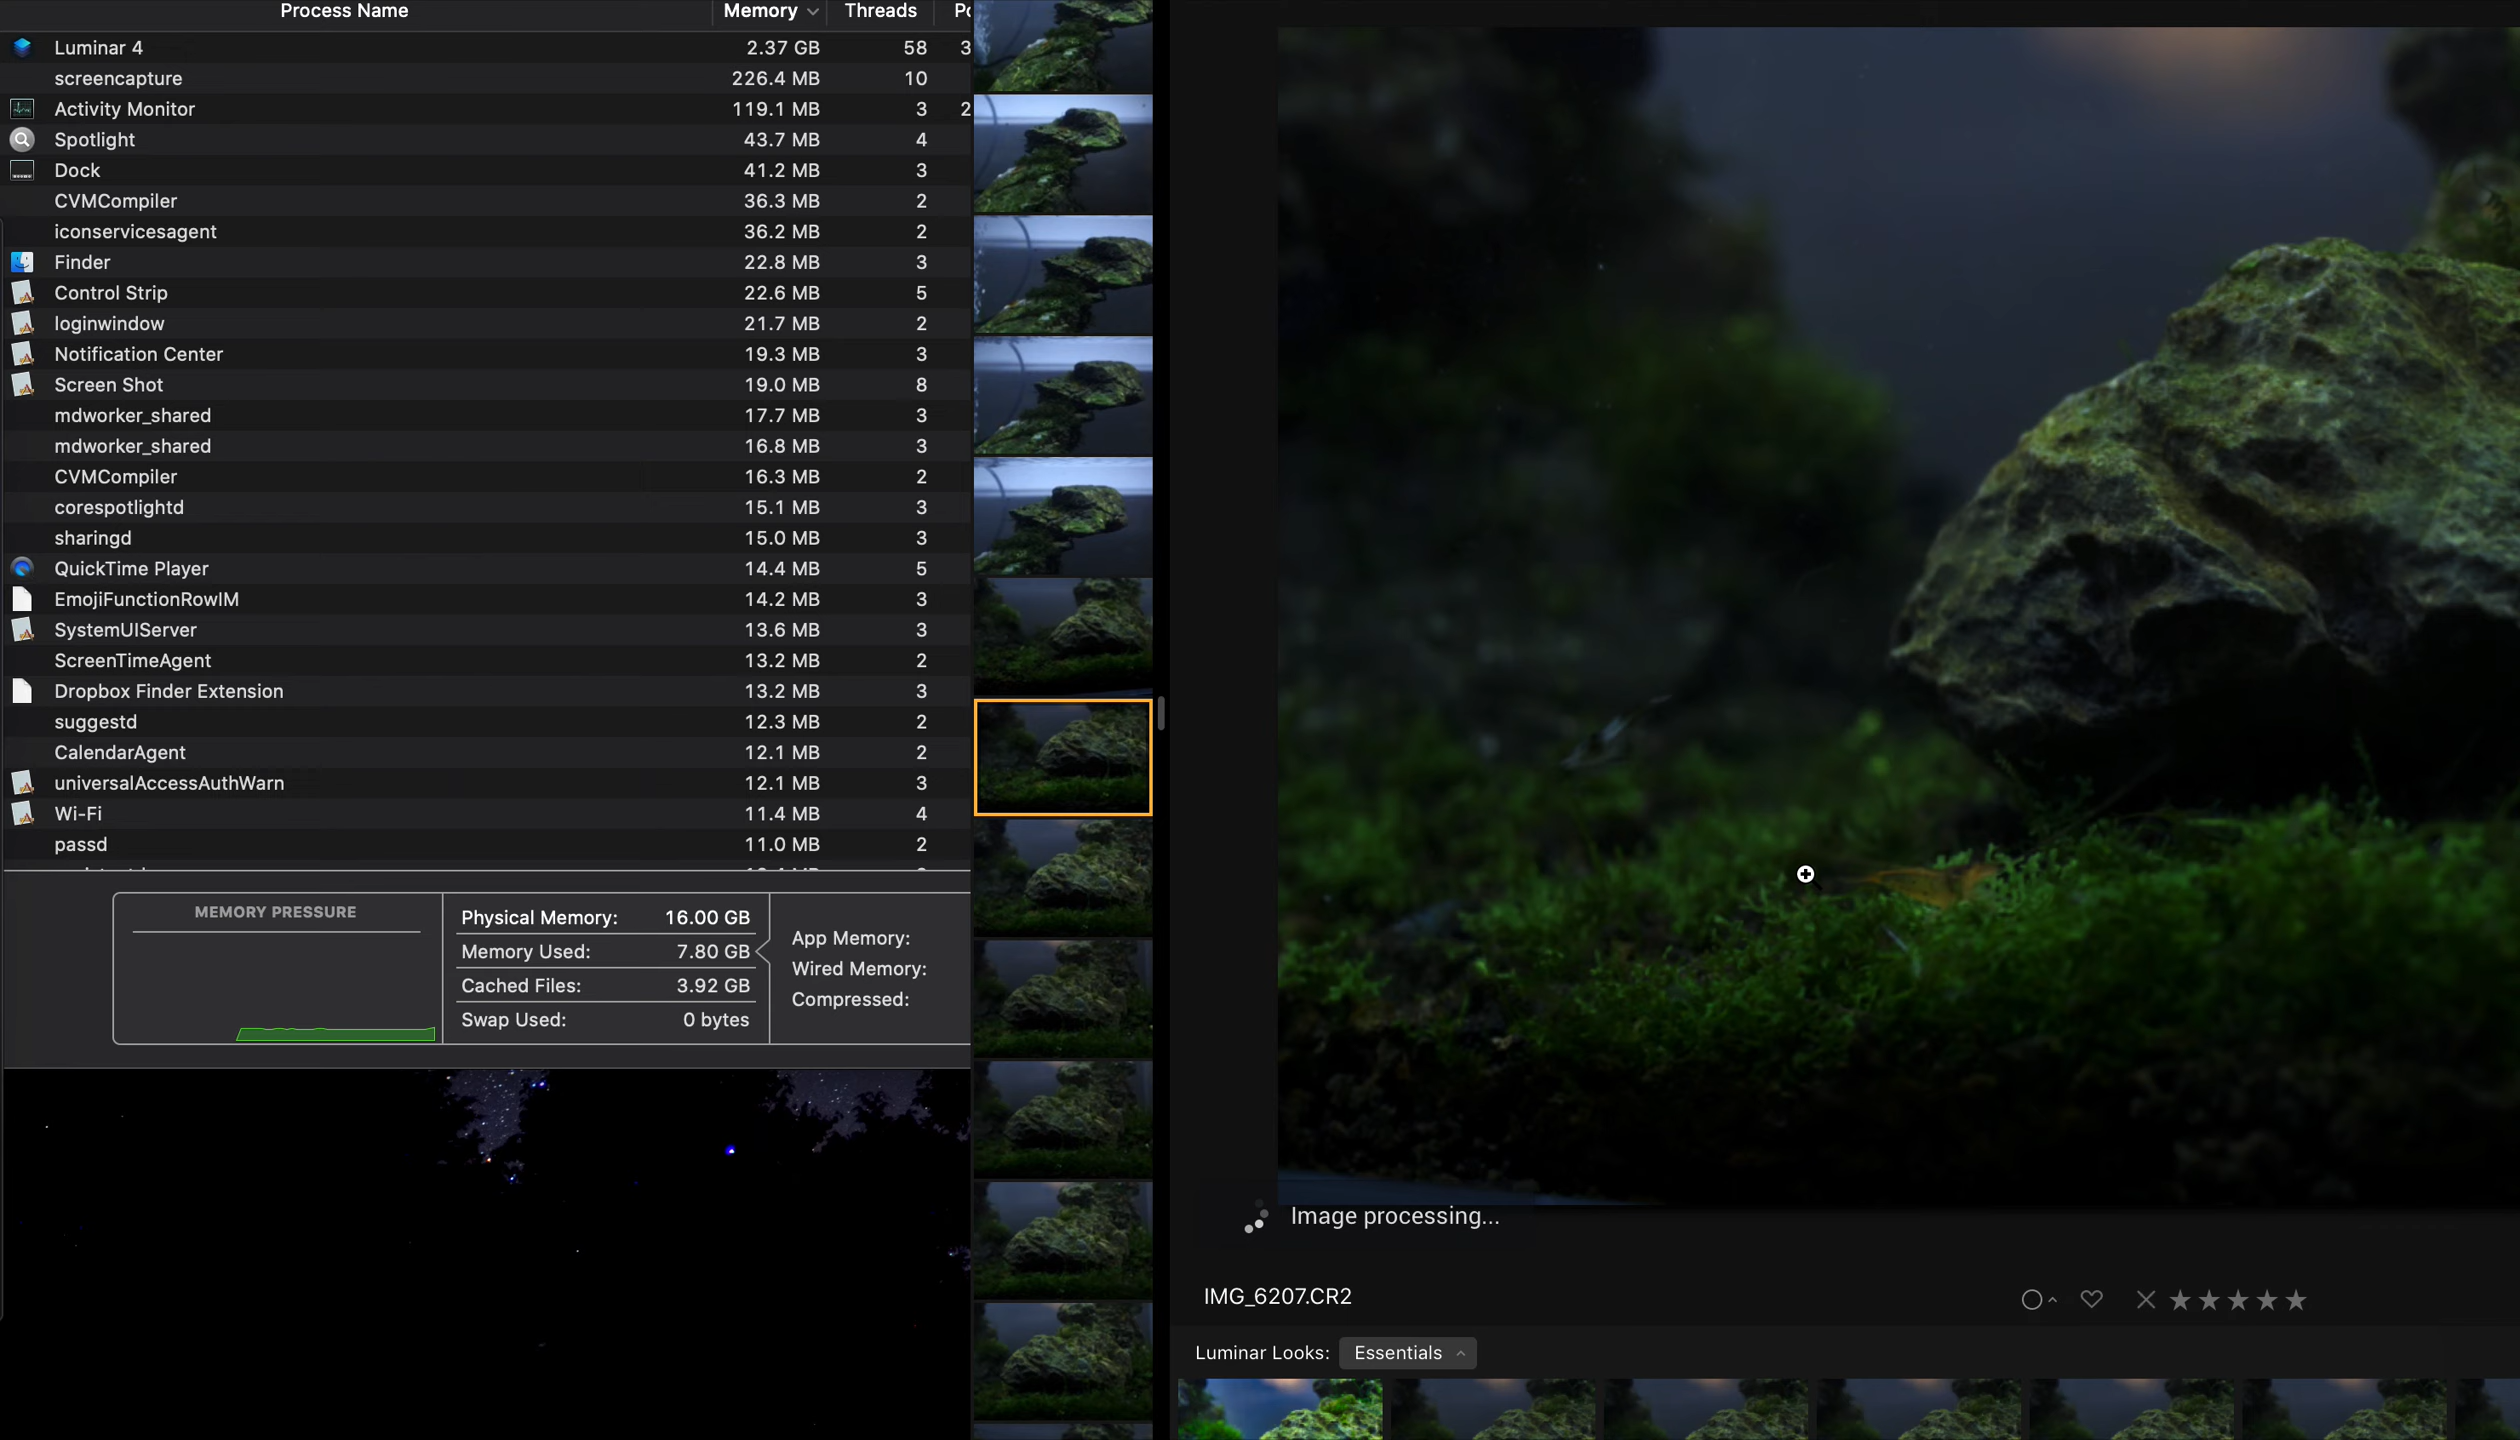 Process Name Memory Threads
Luminar 4 2.37 GB 58 3
screencapture 226.4 MB 10
Activity Monitor 119.1 MB 3 2
Spotlight 43.7 MB 4
Dock 41.2 MB 3
CVMCompiler 36.3 MB 2
iconservicesagent 36.2 MB 2
Finder 22.8 MB 3
Control Strip 22.6 MB 5
loginwindow 21.7 MB 2
Notification Center 19.3 MB 3
Screen Shot 19.0 MB 8
mdworker_shared 17.7 MB 3
mdworker_shared 16.8 MB 3
CVMCompiler 16.3 MB 2
corespotlightd 15.1 MB 3
sharingd 15.0 MB 3
QuickTime Player 14.4 MB 5
EmojiFunctionRowIM 14.2 MB 3
SystemUIServer 13.6 MB 3
ScreenTimeAgent 13.2 MB 2
Dropbox Finder Extension 13.2 MB 3
suggestd 12.3 MB 2
CalendarAgent 12.1 MB 2
universalAccessAuthWarn 12.1 MB 3
Wi-Fi 11.4 MB 4
passd 11.0 MB 2
MEMORY PRESSURE
Physical Memory: 16.00 GB
Memory Used: 7.80 GB
Cached Files: 3.92 GB
Swap Used: 0 bytes
App Memory:
Wired Memory:
Compressed:
Image processing...
IMG_6207.CR2
Luminar Looks: Essentials